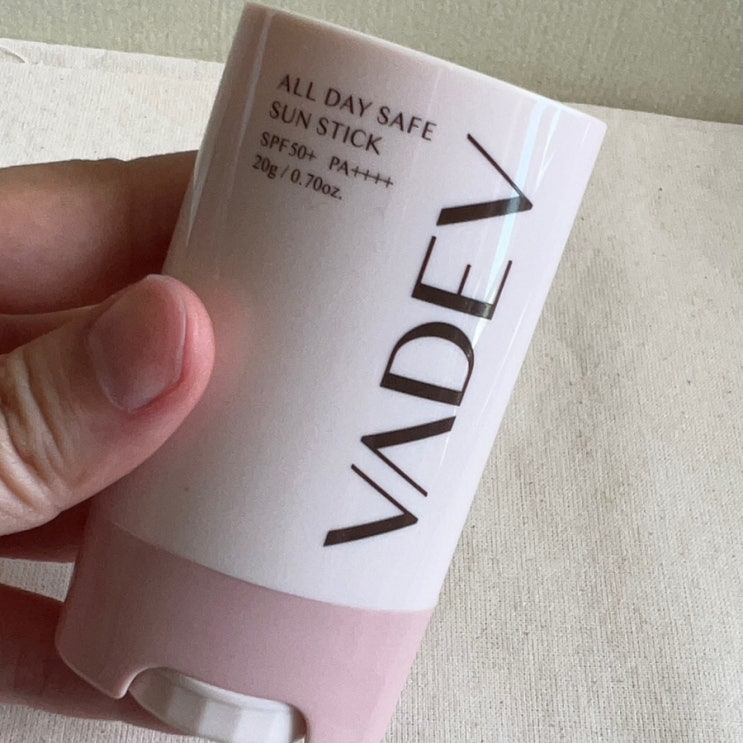 ALL DAY SAFE
SUN STICK
SPF50+ PA++++
20g / 0.70oz.
VADEV